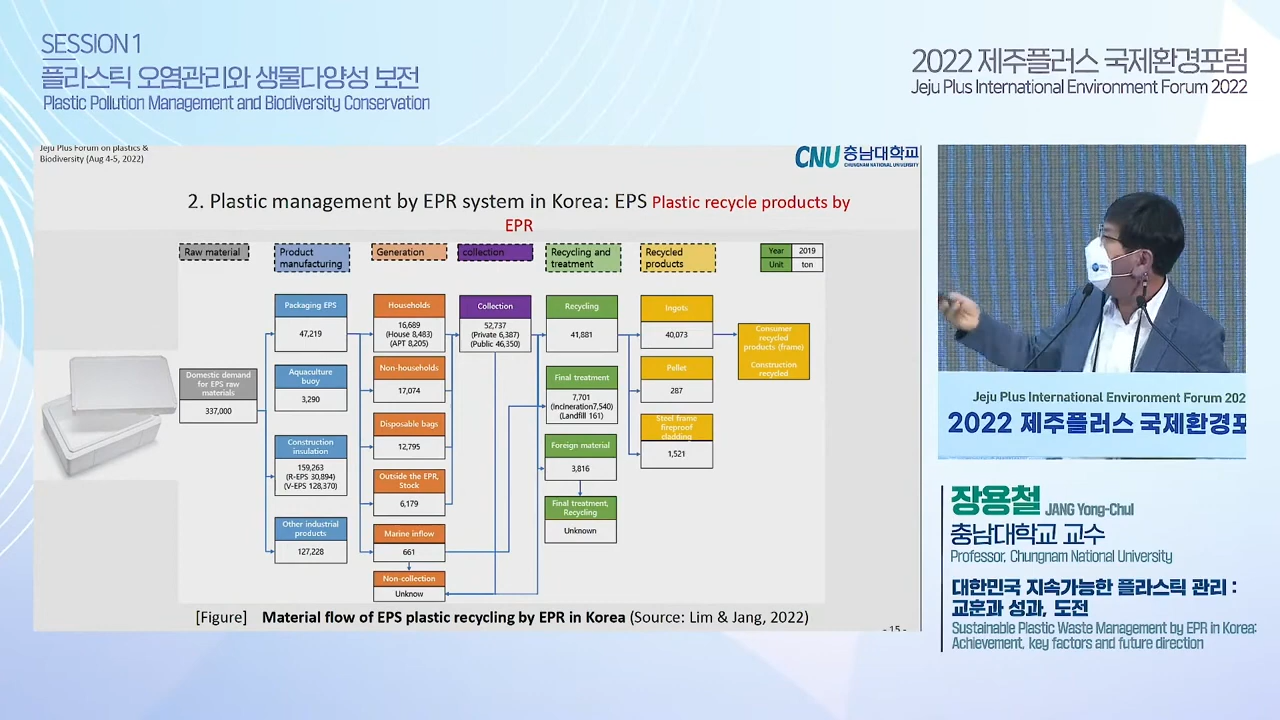 SESSION 1
플라스틱 오염관리와 생물다양성 보전
Plastic Pollution Management and Biodiversity Conservation
2022 제주플러스 국제환경포럼
Jeju Plus International Environment Forum 2022
Jeju Plus Forum on plastics &
Biodiversity (Aug 4-5, 2022)
CNU 충남대학교
CHUNGNAM NATIONAL UNIVERSITY
2. Plastic management by EPR system in Korea: EPS Plastic recycle products by
EPR
Raw material
Product
manufacturing
Generation
collection
Recycling and
treatment
Recycled
products
Year 2019
Unit ton
Domestic demand
for EPS raw
materials
337,000
Packaging EPS
47,219
Aquaculture
buoy
3,290
Construction
insulation
159,263
(R-EPS 30,894)
(V-EPS 128,370)
Other industrial
products
127,228
Households
16,689
(House 8,483)
(APT 8,205)
Non-households
17,074
Disposable bags
12,795
Outside the EPR,
Stock
6,179
Marine inflow
661
Non-collection
Unknow
Collection
52,737
(Private 6,387)
(Public 46,350)
Recycling
41,881
Final treatment
7,701
(incineration7,540)
(Landfill 161)
Foreign material
3,816
Final treatment,
Recycling
Unknown
Ingots
40,073
Pellet
287
Steel frame
fireproof
cladding
1,521
Consumer
recycled
products (frame)
Construction
recycled
[Figure] Material flow of EPS plastic recycling by EPR in Korea (Source: Lim & Jang, 2022)
- 15 -
Jeju Plus International Environment Forum 202
2022 제주플러스 국제환경포
장용철 JANG Yong-Chul
충남대학교 교수
Professor, Chungnam National University
대한민국 지속가능한 플라스틱 관리 :
교훈과 성과, 도전
Sustainable Plastic Waste Management by EPR in Korea:
Achievement, key factors and future direction